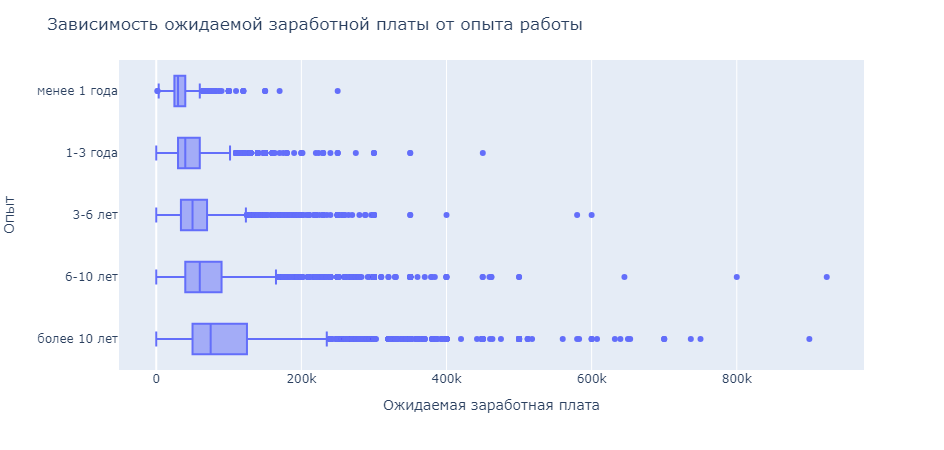 Зависимость ожидаемой заработной платы от опыта работы
менее 1 года
1-3 года
3-6 лет
6-10 лет
более 10 лет
Опыт
0
200k
400k
600k
800k
Ожидаемая заработная плата